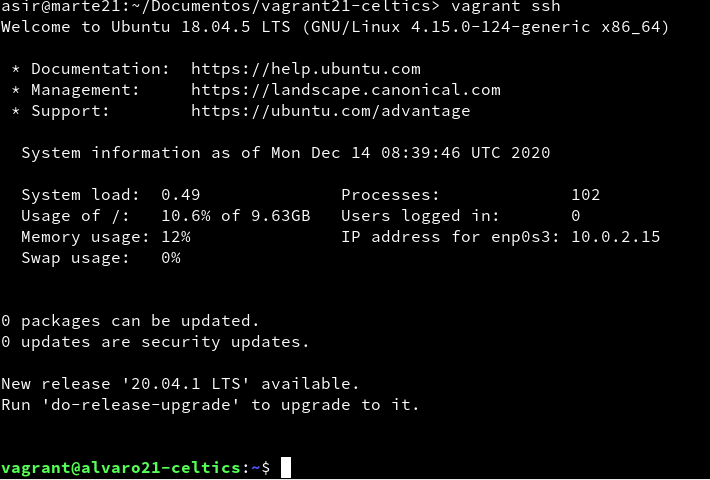 asir@marte21:~/Documentos/vagrant21-celtics> vagrant ssh
Welcome to Ubuntu 18.04.5 LTS (GNU/Linux 4.15.0-124-generic x86_64)
* Documentation:  https://help.ubuntu.com
* Management:     https://landscape.canonical.com
* Support:        https://ubuntu.com/advantage
System information as of Mon Dec 14 08:39:46 UTC 2020
System load:  0.49              Processes:             102
Usage of /:   10.6% of 9.63GB   Users logged in:       0
Memory usage: 12%               IP address for enp0s3: 10.0.2.15
Swap usage:   0%
0 packages can be updated.
0 updates are security updates.
New release '20.04.1 LTS' available.
Run 'do-release-upgrade' to upgrade to it.
vagrant@alvaro21-celtics:~$